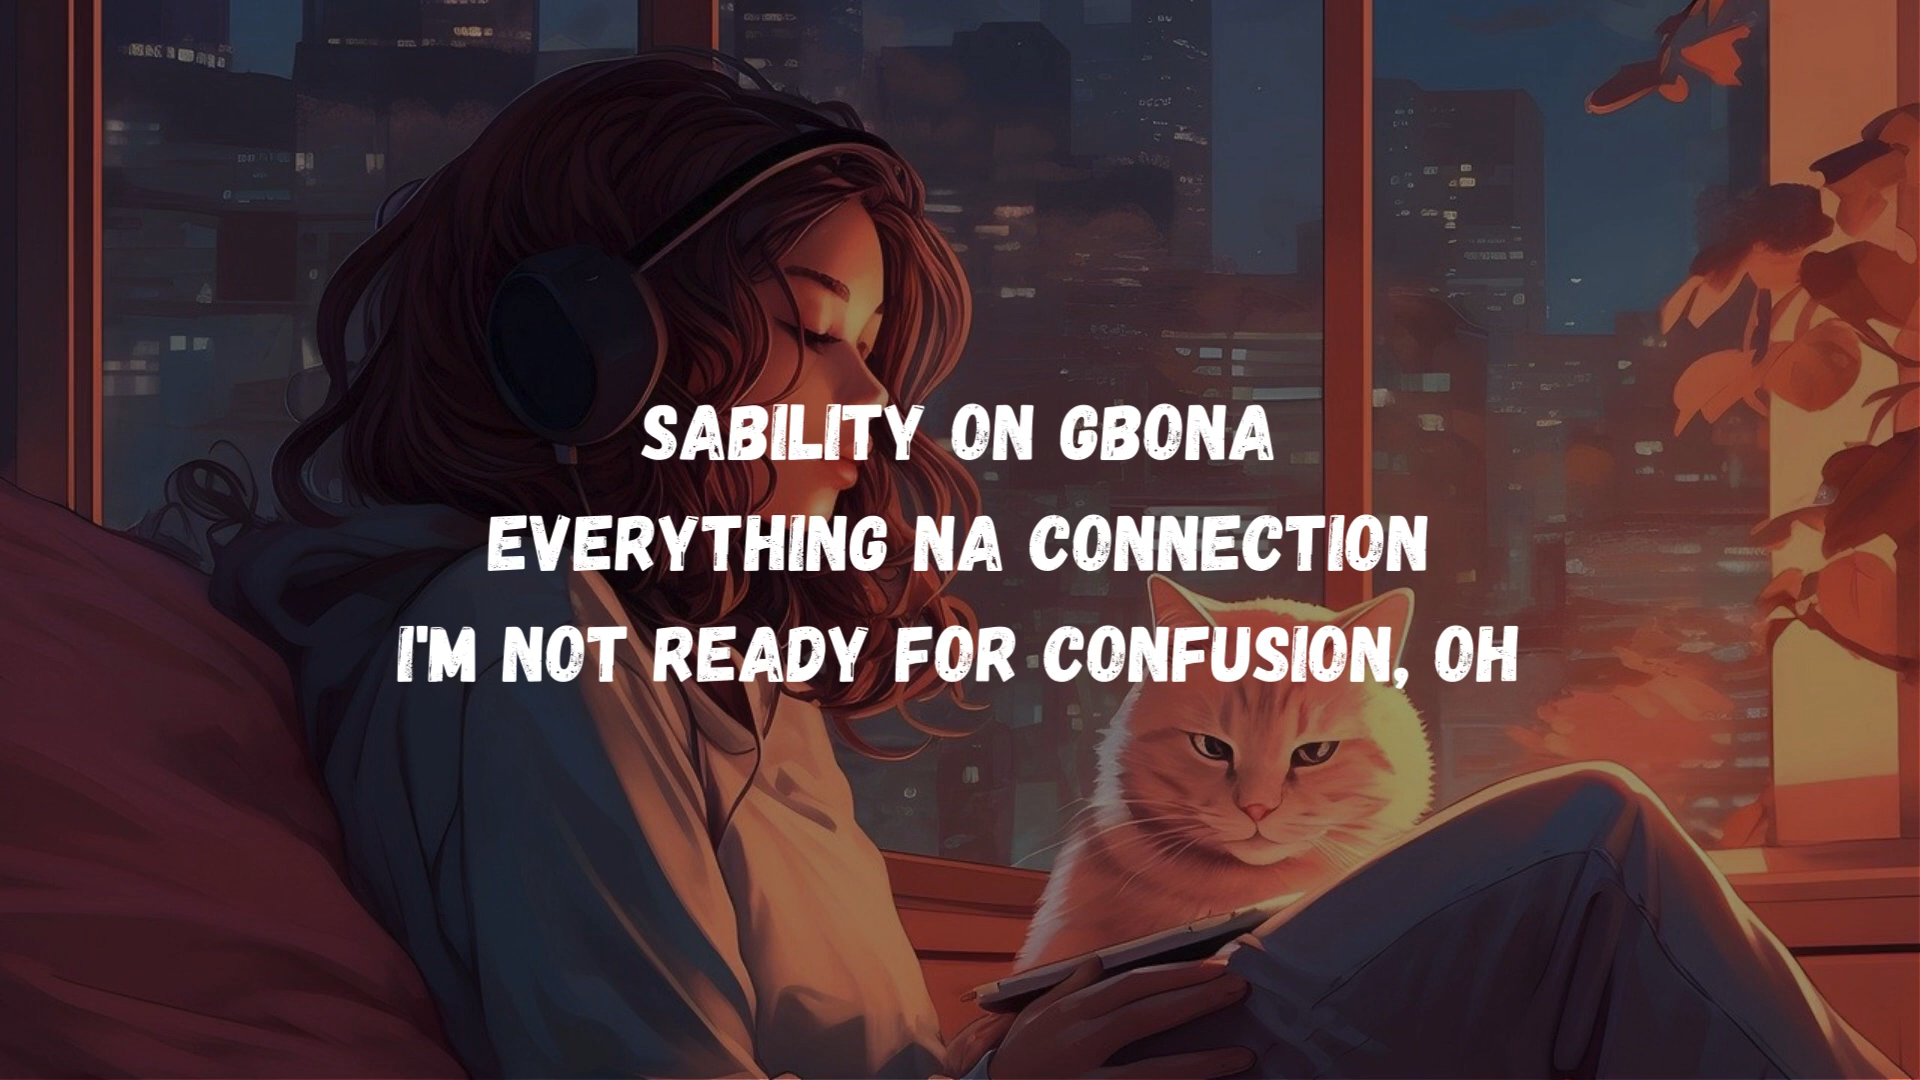 SABILITY ON GBONA
EVERYTHING NA CONNECTION
I'M NOT READY FOR CONFUSION, OH